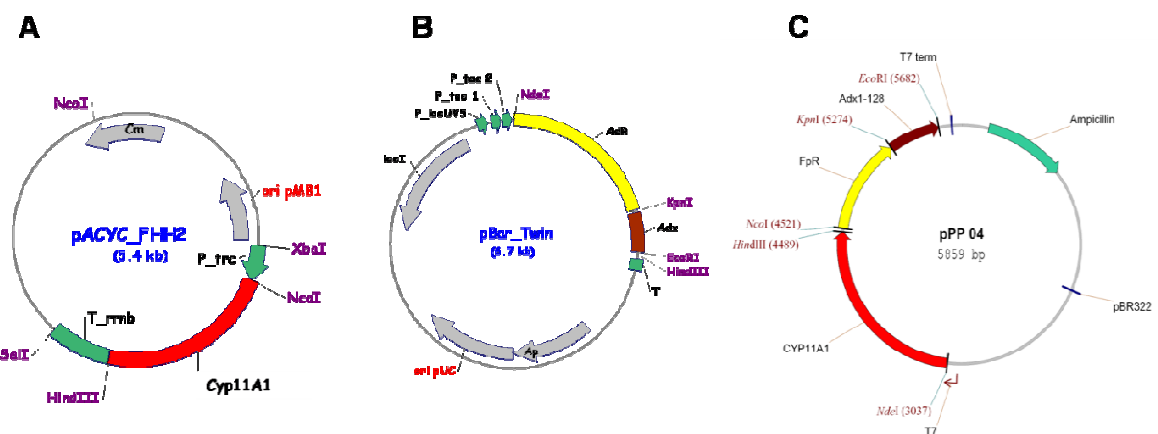 A
NcoI
Cm
ori pMB1
pACYC_FHH2
(5.4 kb)
XbaI
P_trc
NcoI
T_rrnb
SalI
Cyp11A1
HindIII
B
P_tac 2
P_tac 1
P_lacUV5
NdeI
AdR
lacI
KpnI
pBar_Twin
(6.7 kb)
Adx
EcoRI
HindIII
T
Ap
ori pUC
C
T7 term
EcoRI (5682)
Adx1-128
KpnI (5274)
Ampicillin
FpR
NcoI (4521)
HindIII (4489)
pPP 04
5859 bp
pBR322
CYP11A1
NdeI (3037)
T7